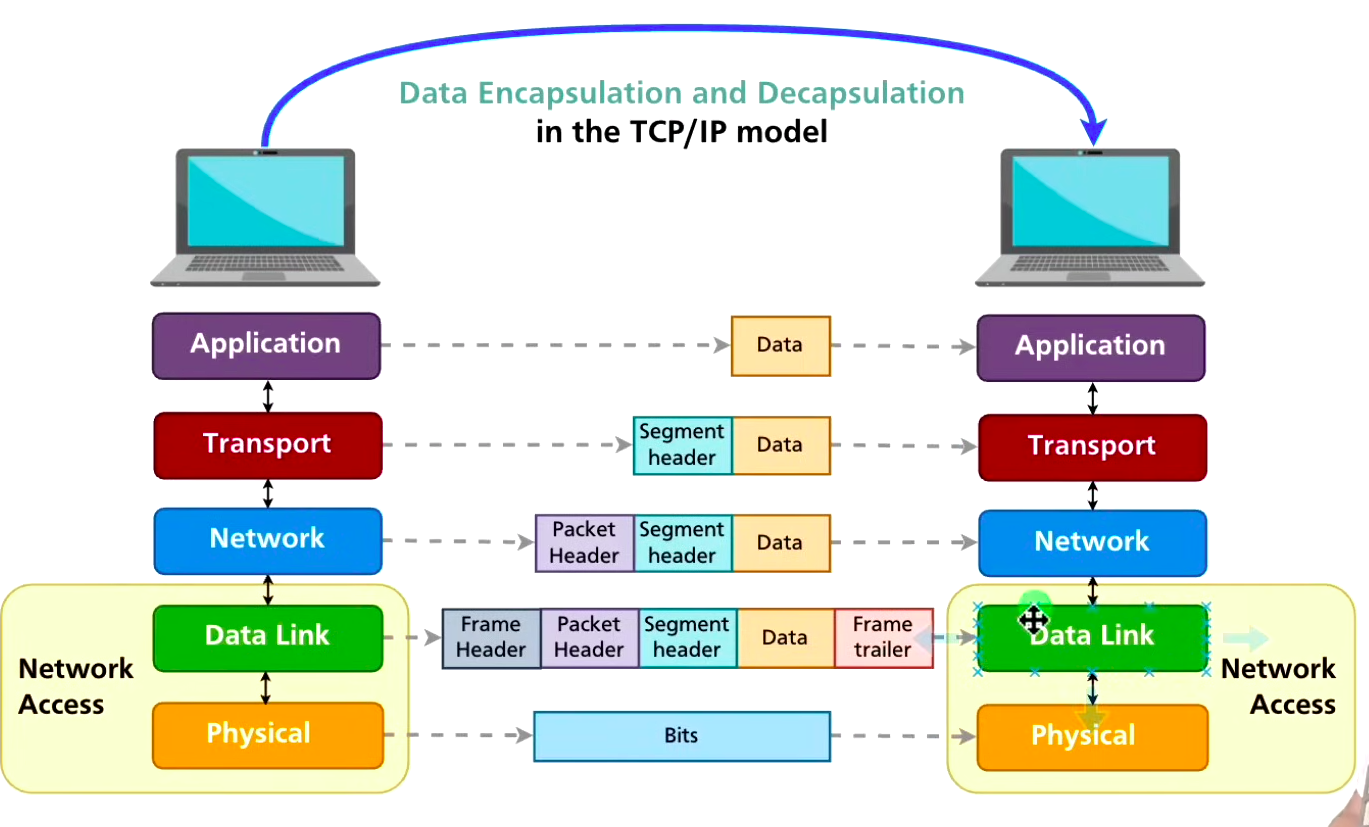 Data Encapsulation and Decapsulation
in the TCP/IP model
Application
Data
Application
Transport
Segment
header
Data
Transport
Network
Packet
Header
Segment
header
Data
Network
Network
Access
Data Link
Frame
Header
Packet
Header
Segment
header
Data
Frame
trailer
Data Link
Network
Access
Physical
Bits
Physical